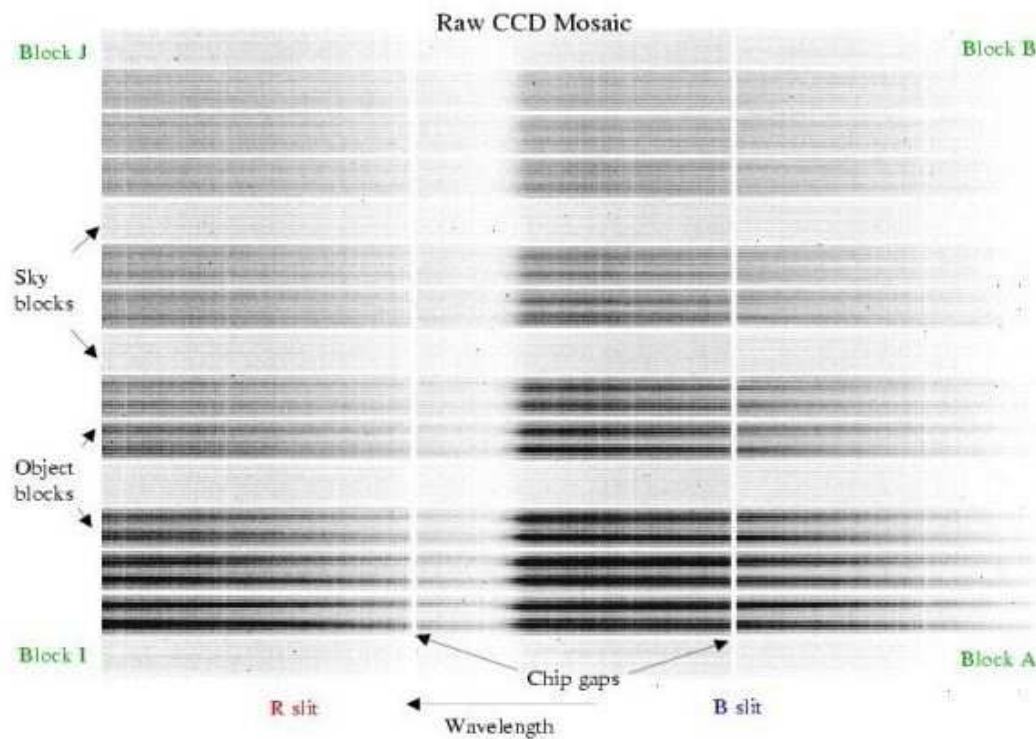 Raw CCD Mosaic
Block J
Block B
Sky
blocks
Object
blocks
Block I
Block A
Chip gaps
R slit
B slit
Wavelength